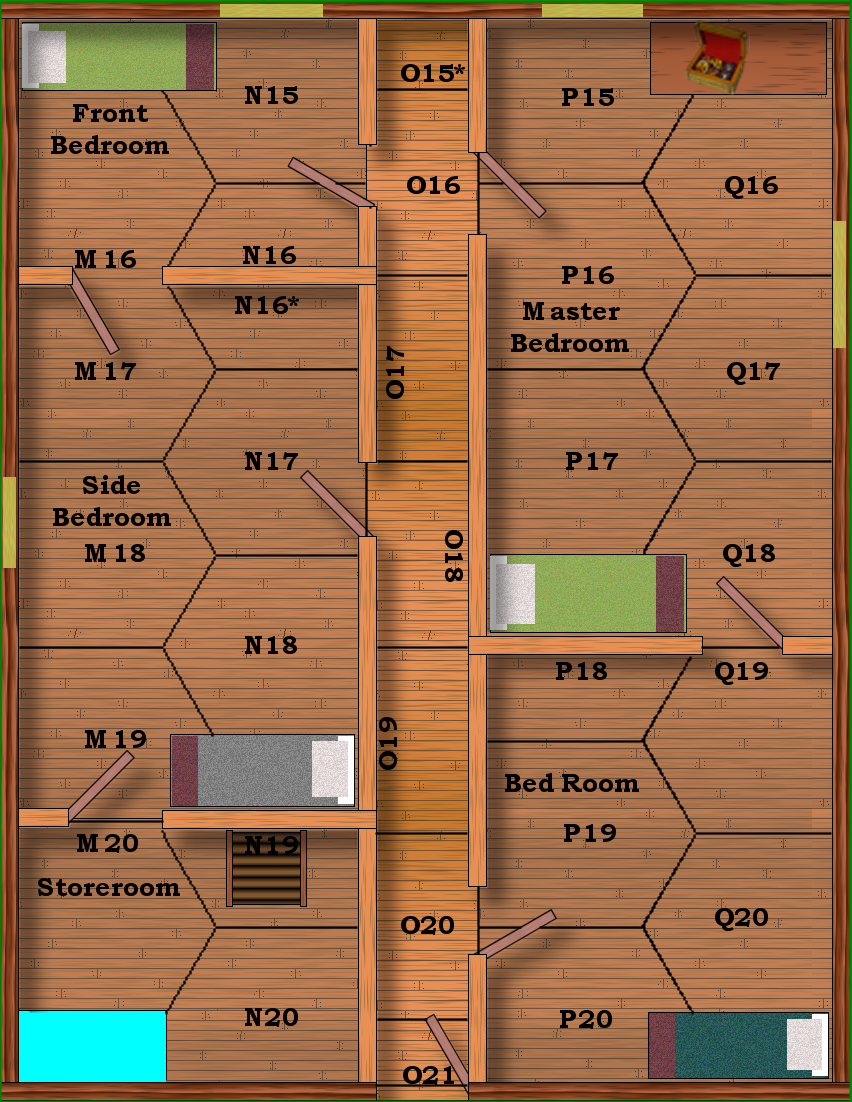 O15*
N15
P15
Front
Bedroom
O16
Q16
N16
M 16
P16
N16*
Master
Bedroom
O17
M 17
Q17
N17
P17
Side
Bedroom
M 18
O18
Q18
N18
P18
Q19
M 19
O19
Bed Room
P19
M 20
N19
Storeroom
O20
Q20
N20
P20
O21